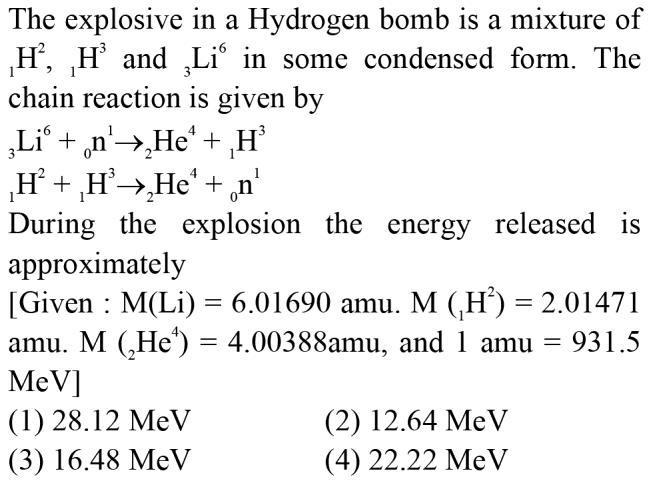 The explosive in a Hydrogen bomb is a mixture of
₁H², ₁H³ and ₃Li⁶ in some condensed form. The
chain reaction is given by
₃Li⁶ + ₀n¹→₂He⁴ + ₁H³
₁H² + ₁H³→₂He⁴ + ₀n¹
During the explosion the energy released is
approximately
[Given : M(Li) = 6.01690 amu. M (₁H²) = 2.01471
amu. M (₂He⁴) = 4.00388amu, and 1 amu = 931.5
MeV]
(1) 28.12 MeV (2) 12.64 MeV
(3) 16.48 MeV (4) 22.22 MeV